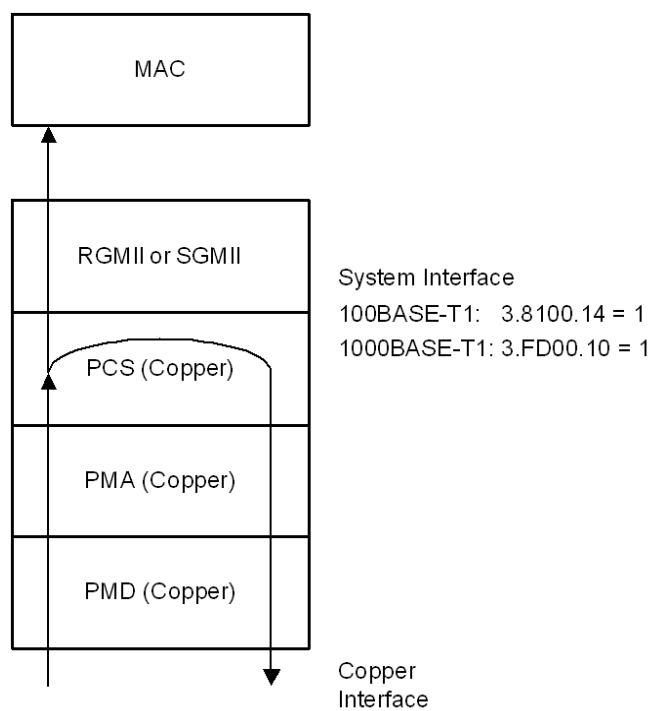 MAC
RGMII or SGMII
System Interface
100BASE-T1: 3.8100.14 = 1
1000BASE-T1: 3.FD00.10 = 1
PCS (Copper)
PMA (Copper)
PMD (Copper)
Copper
Interface